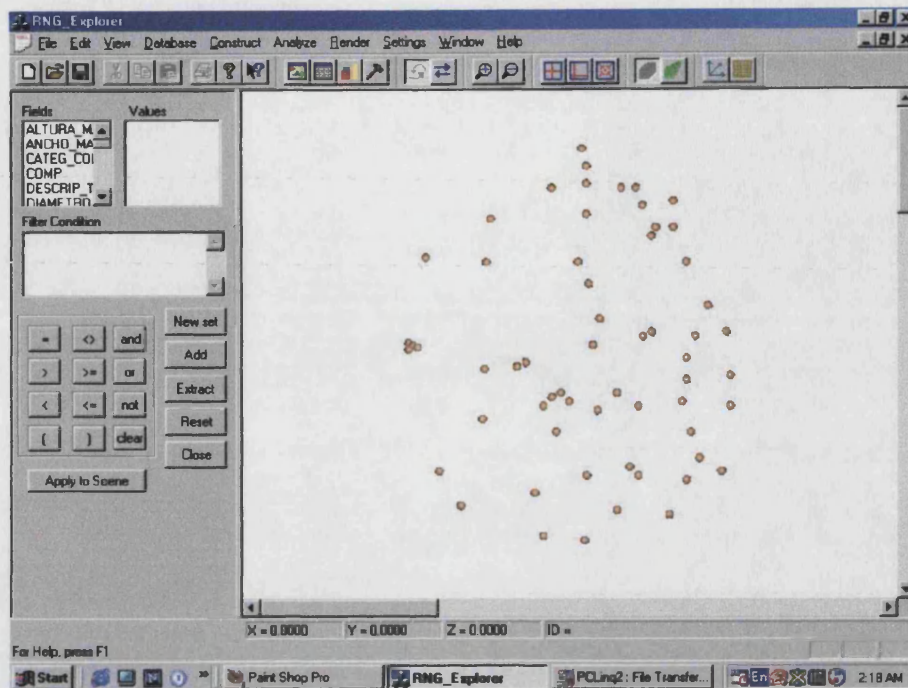 RNG_Explorer
File Edit View Database Construct Analyze Render Settings Window Help
Fields Values
ALTURA_M
ANCHO_MA
CATEG_COI
COMP
DESCRIP_T
DIAMETRO
Filter Condition
New set
= <> and
Add
> >= or
Extract
< <= not
Reset
( ) clear
Close
Apply to Scene
X = 0.0000 Y = 0.0000 Z = 0.0000 ID =
For Help, press F1
Start » Paint Shop Pro RNG_Explorer PCLinq2 : File Transfer... En 2:18 AM